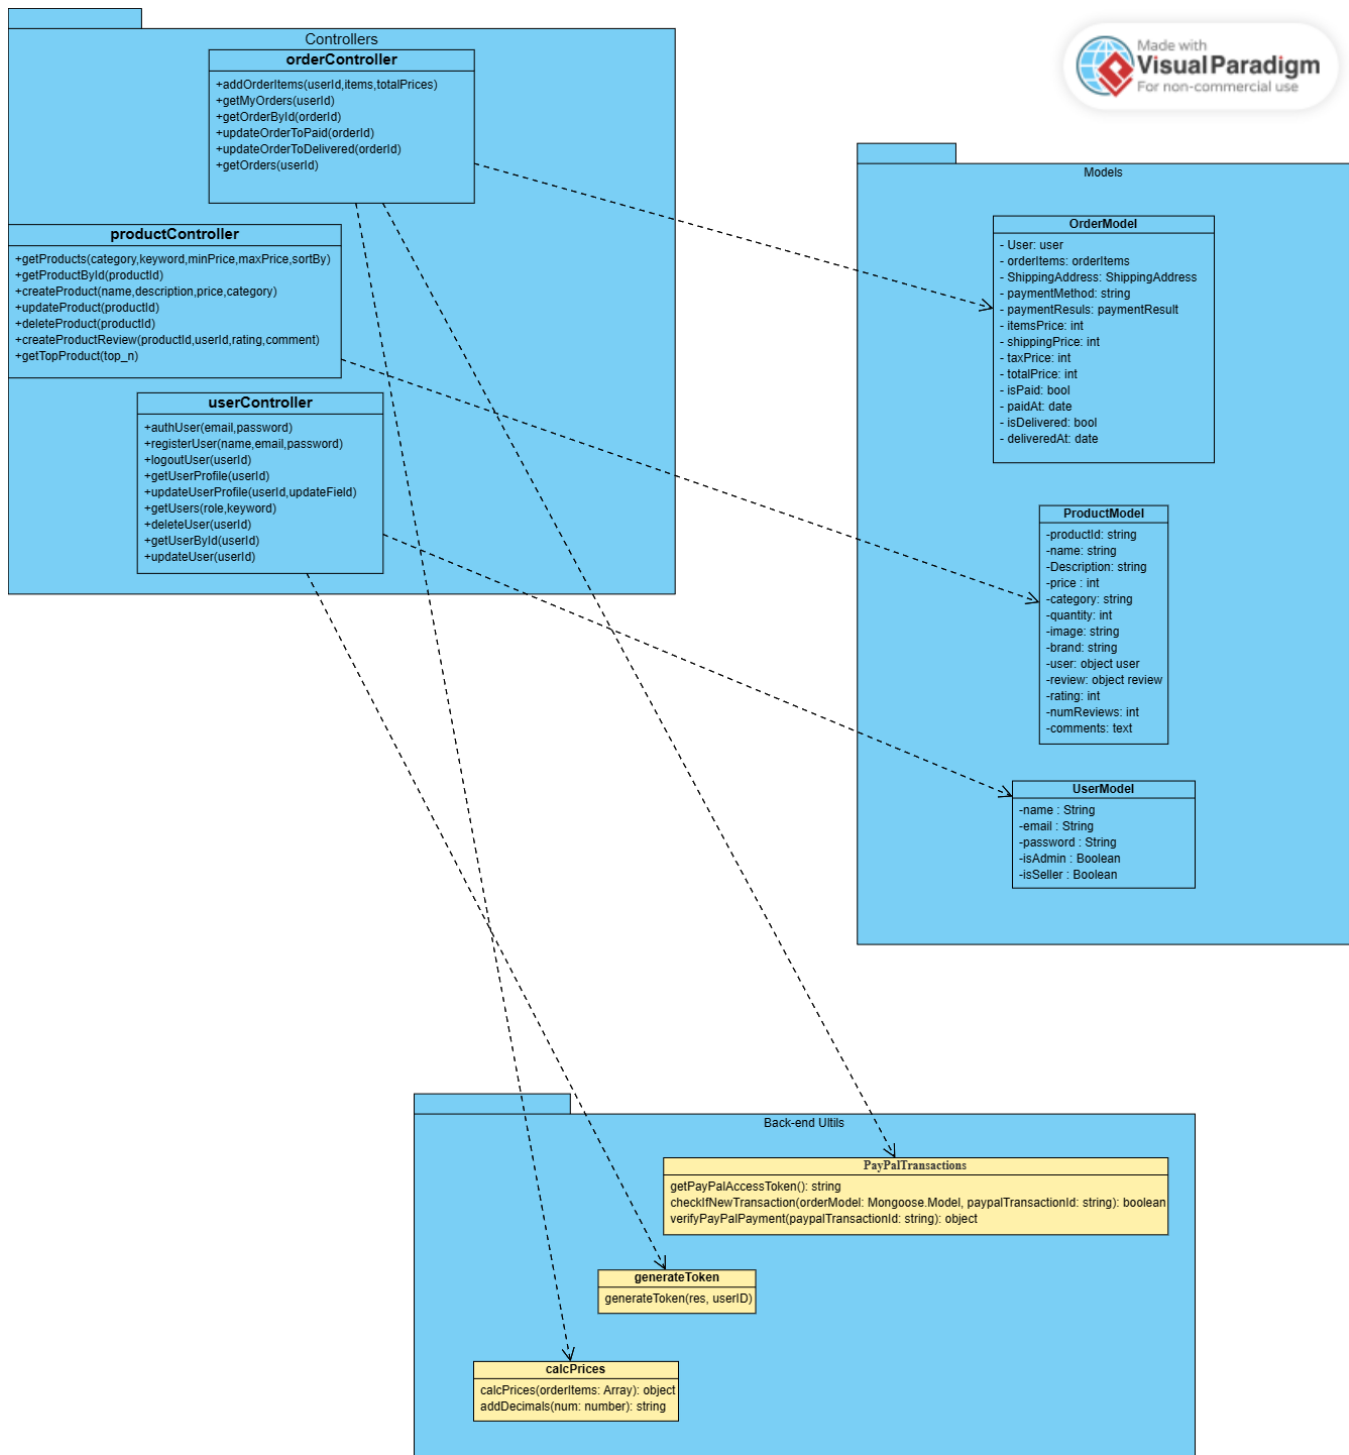 Controllers
orderController
+addOrderItems(userId,items,totalPrices)
+getMyOrders(userId)
+getOrderById(orderId)
+updateOrderToPaid(orderId)
+updateOrderToDelivered(orderId)
+getOrders(userId)
productController
+getProducts(category,keyword,minPrice,maxPrice,sortBy)
+getProductById(productId)
+createProduct(name,description,price,category)
+updateProduct(productId)
+deleteProduct(productId)
+createProductReview(productId,userId,rating,comment)
+getTopProduct(top_n)
userController
+authUser(email,password)
+registerUser(name,email,password)
+logoutUser(userId)
+getUserProfile(userId)
+updateUserProfile(userId,updateField)
+getUsers(role,keyword)
+deleteUser(userId)
+getUserById(userId)
+updateUser(userId)
Made with
Visual Paradigm
For non-commercial use
Models
OrderModel
- User: user
- orderItems: orderItems
- ShippingAddress: ShippingAddress
- paymentMethod: string
- paymentResuls: paymentResult
- itemsPrice: int
- shippingPrice: int
- taxPrice: int
- totalPrice: int
- isPaid: bool
- paidAt: date
- isDelivered: bool
- deliveredAt: date
ProductModel
-productId: string
-name: string
-Description: string
-price : int
-category: string
-quantity: int
-image: string
-brand: string
-user: object user
-review: object review
-rating: int
-numReviews: int
-comments: text
UserModel
-name : String
-email : String
-password : String
-isAdmin : Boolean
-isSeller : Boolean
Back-end Ultils
PayPalTransactions
getPayPalAccessToken(): string
checkIfNewTransaction(orderModel: Mongoose.Model, paypalTransactionId: string): boolean
verifyPayPalPayment(paypalTransactionId: string): object
generateToken
generateToken(res, userID)
calcPrices
calcPrices(orderItems: Array): object
addDecimals(num: number): string